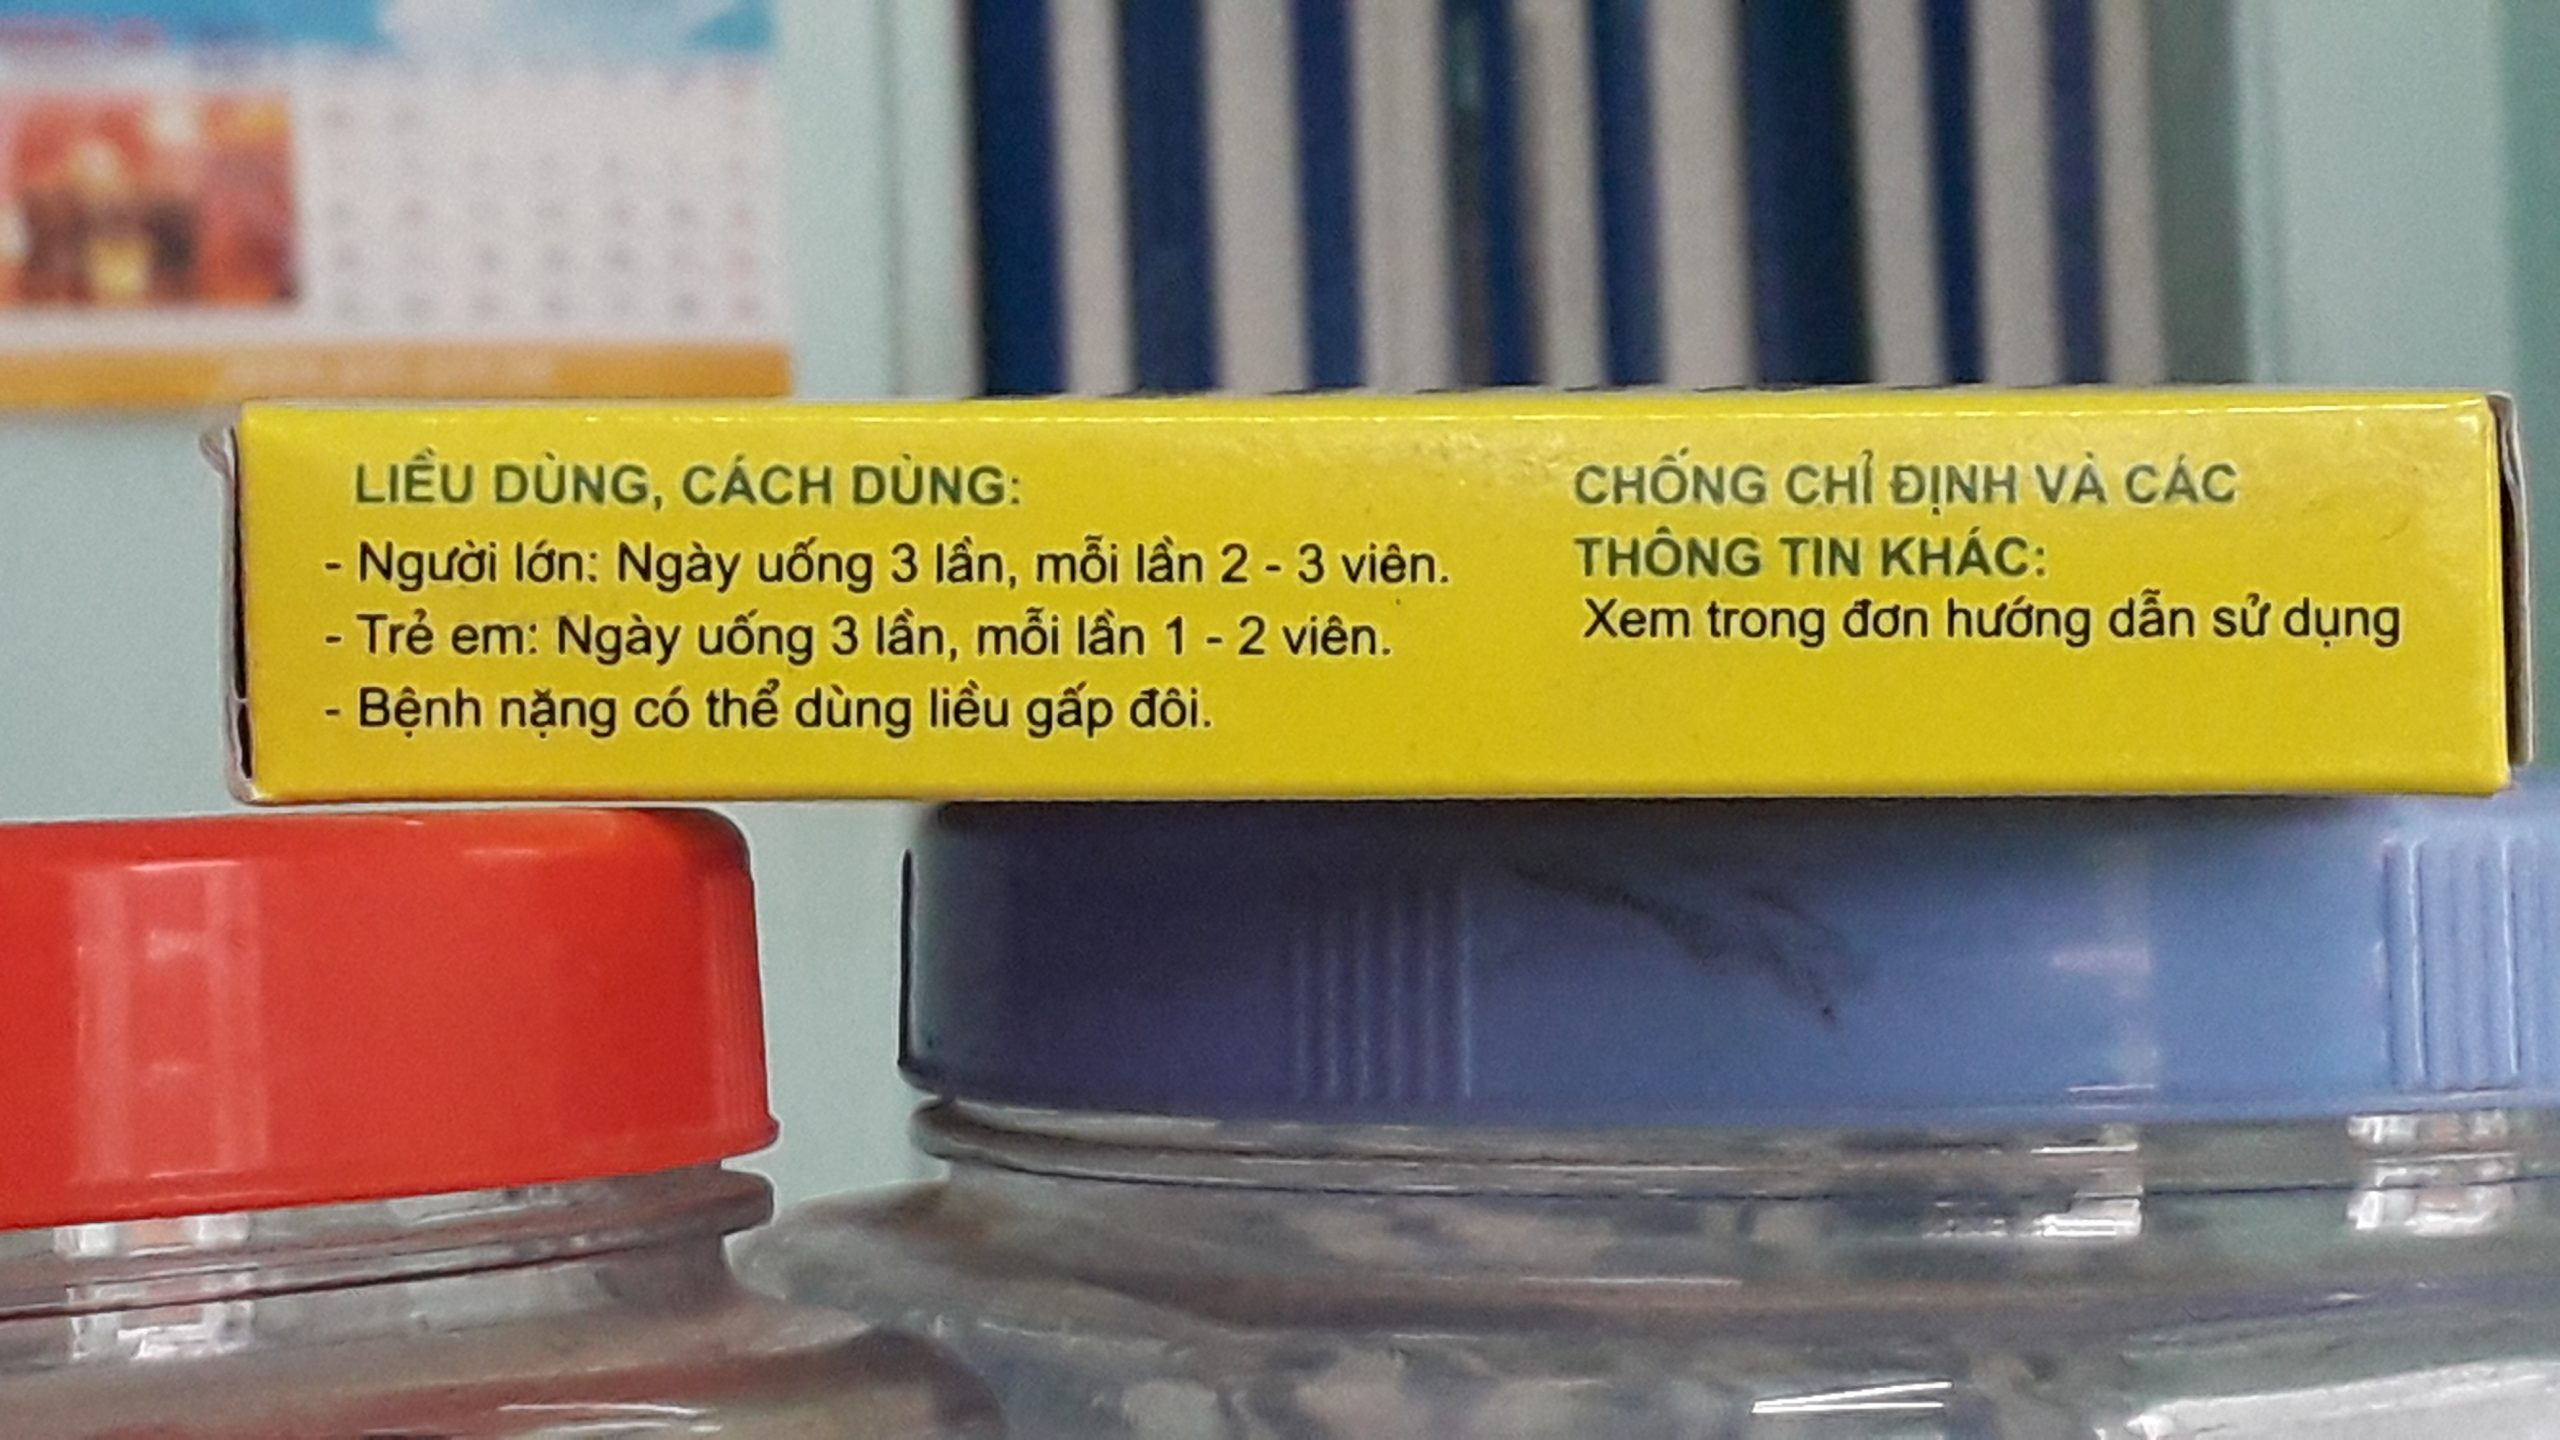 LIỀU DÙNG, CÁCH DÙNG:
- Người lớn: Ngày uống 3 lần, mỗi lần 2 - 3 viên.
- Trẻ em: Ngày uống 3 lần, mỗi lần 1 - 2 viên.
- Bệnh nặng có thể dùng liều gấp đôi.
CHỐNG CHỈ ĐỊNH VÀ CÁC
THÔNG TIN KHÁC:
Xem trong đơn hướng dẫn sử dụng